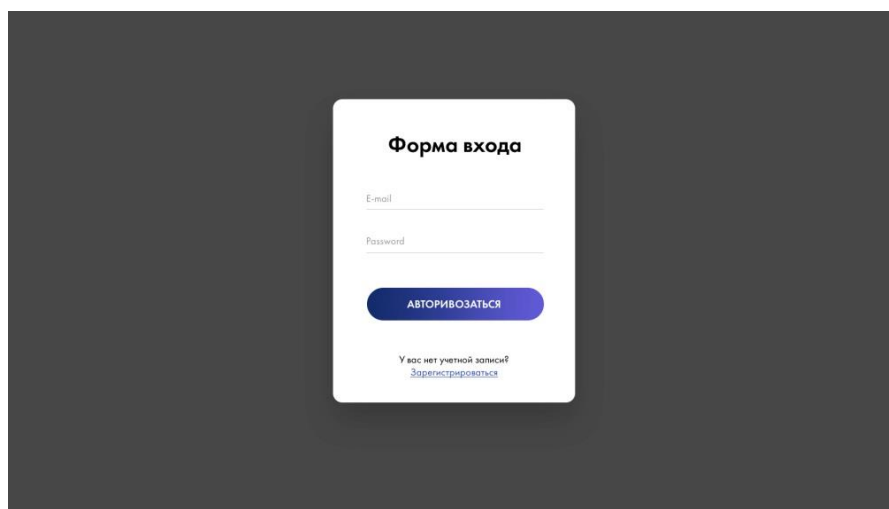 Форма входа
E-mail
Password
АВТОРИВОЗАТЬСЯ
У вас нет учетной записи?
Зарегистрироваться